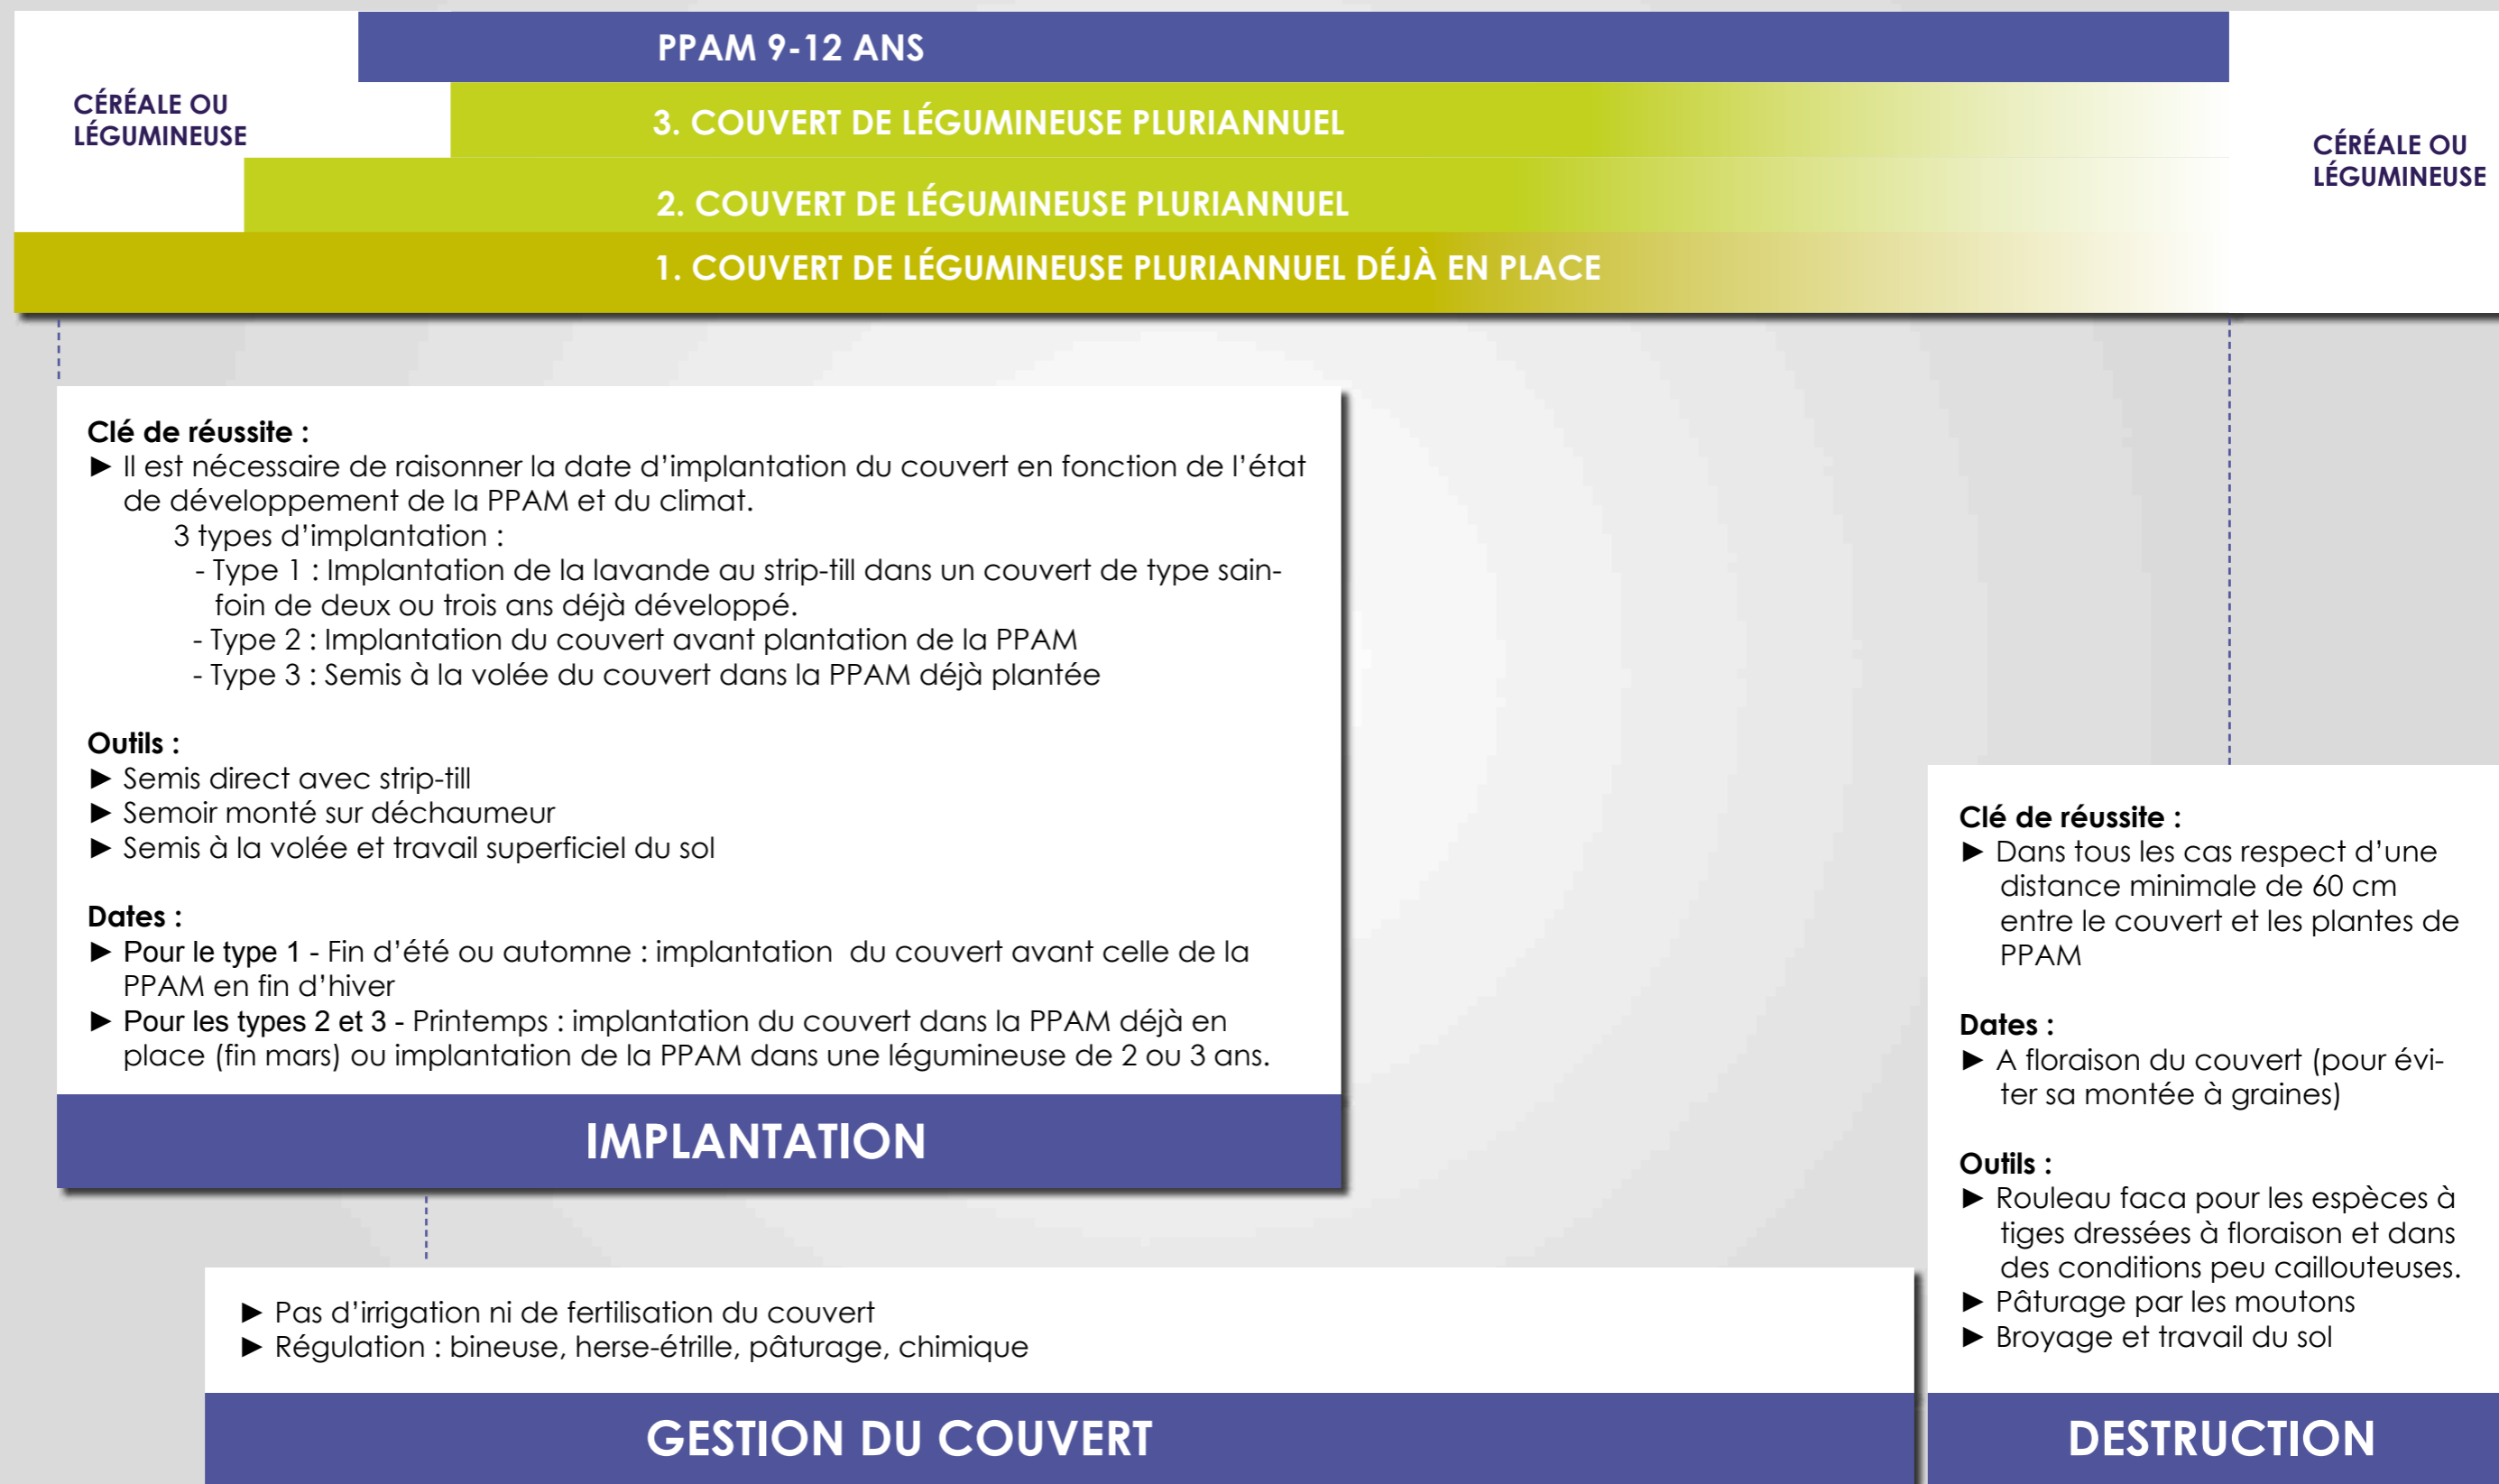 PPAM 9-12 ANS
CÉRÉALE OU
LÉGUMINEUSE
3. COUVERT DE LÉGUMINEUSE PLURIANNUEL
2. COUVERT DE LÉGUMINEUSE PLURIANNUEL
1. COUVERT DE LÉGUMINEUSE PLURIANNUEL DÉJÀ EN PLACE
CÉRÉALE OU
LÉGUMINEUSE
Clé de réussite :
► Il est nécessaire de raisonner la date d'implantation du couvert en fonction de l'état
de développement de la PPAM et du climat.
3 types d'implantation :
- Type 1 : Implantation de la lavande au strip-till dans un couvert de type sain-
foin de deux ou trois ans déjà développé.
- Type 2 : Implantation du couvert avant plantation de la PPAM
- Type 3 : Semis à la volée du couvert dans la PPAM déjà plantée
Outils :
► Semis direct avec strip-till
► Semoir monté sur déchaumeur
► Semis à la volée et travail superficiel du sol
Dates :
► Pour le type 1 - Fin d'été ou automne : implantation  du couvert avant celle de la
PPAM en fin d'hiver
► Pour les types 2 et 3 - Printemps : implantation du couvert dans la PPAM déjà en
place (fin mars) ou implantation de la PPAM dans une légumineuse de 2 ou 3 ans.
IMPLANTATION
► Pas d'irrigation ni de fertilisation du couvert
► Régulation : bineuse, herse-étrille, pâturage, chimique
GESTION DU COUVERT
Clé de réussite :
► Dans tous les cas respect d'une
distance minimale de 60 cm
entre le couvert et les plantes de
PPAM
Dates :
► A floraison du couvert (pour évi-
ter sa montée à graines)
Outils :
► Rouleau faca pour les espèces à
tiges dressées à floraison et dans
des conditions peu caillouteuses.
► Pâturage par les moutons
► Broyage et travail du sol
DESTRUCTION